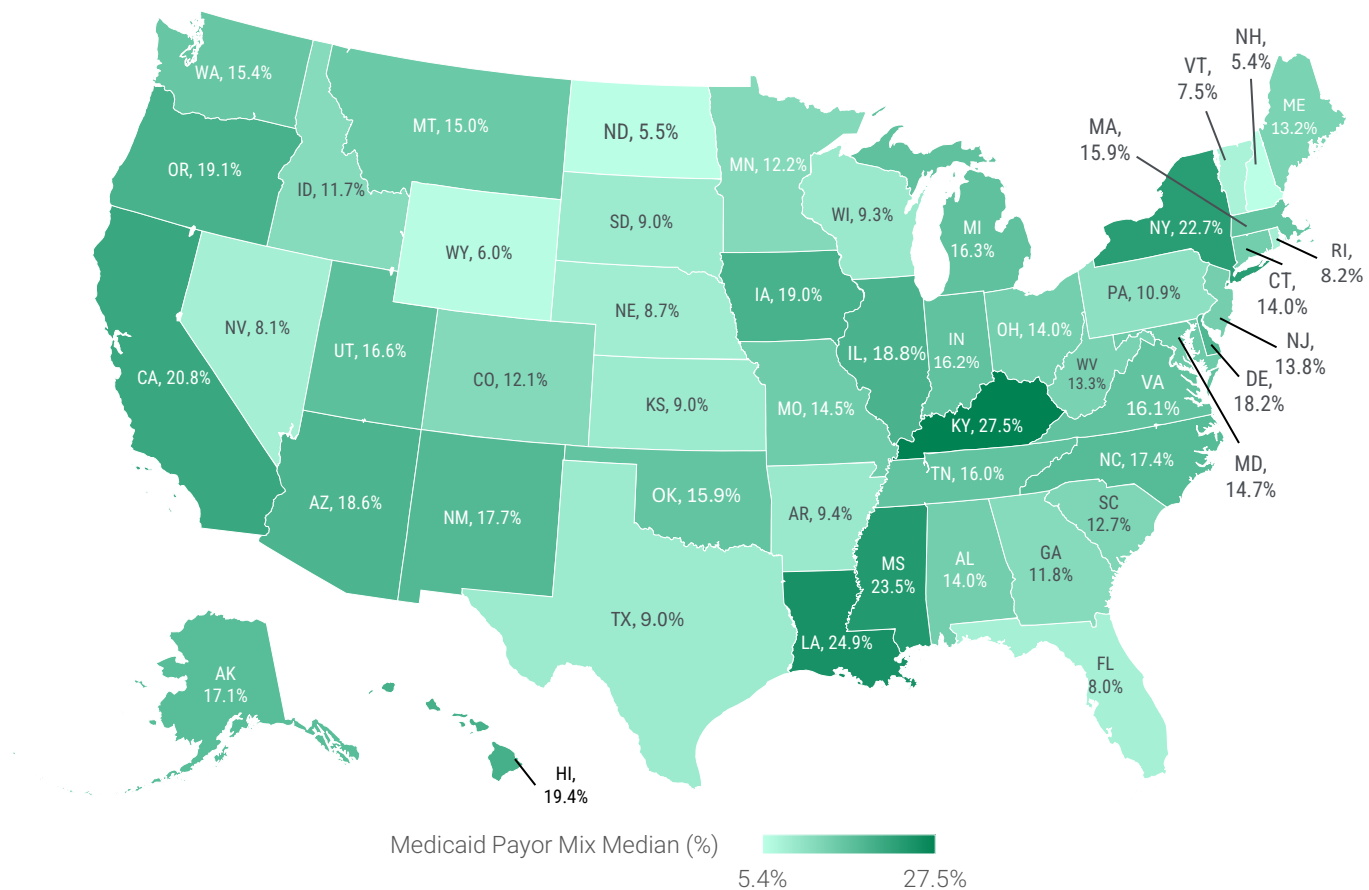 NH,
5.4%
VT,
7.5%
WA, 15.4%
ME
13.2%
MT, 15.0%
ND, 5.5%
MA,
15.9%
MN, 12.2%
OR, 19.1%
ID, 11.7%
SD, 9.0%
WI, 9.3%
MI
16.3%
NY, 22.7%
RI,
8.2%
WY, 6.0%
CT,
14.0%
IA, 19.0%
PA, 10.9%
NE, 8.7%
NV, 8.1%
OH, 14.0%
NJ,
13.8%
UT, 16.6%
IL, 18.8%
IN
16.2%
WV
13.3%
DE,
18.2%
CA, 20.8%
CO, 12.1%
VA
16.1%
KS, 9.0%
MO, 14.5%
KY, 27.5%
MD,
14.7%
NC, 17.4%
TN, 16.0%
AZ, 18.6%
NM, 17.7%
OK, 15.9%
AR, 9.4%
SC
12.7%
MS
23.5%
AL
14.0%
GA
11.8%
TX, 9.0%
LA, 24.9%
FL
8.0%
AK
17.1%
HI,
19.4%
Medicaid Payor Mix Median (%)
5.4%
27.5%